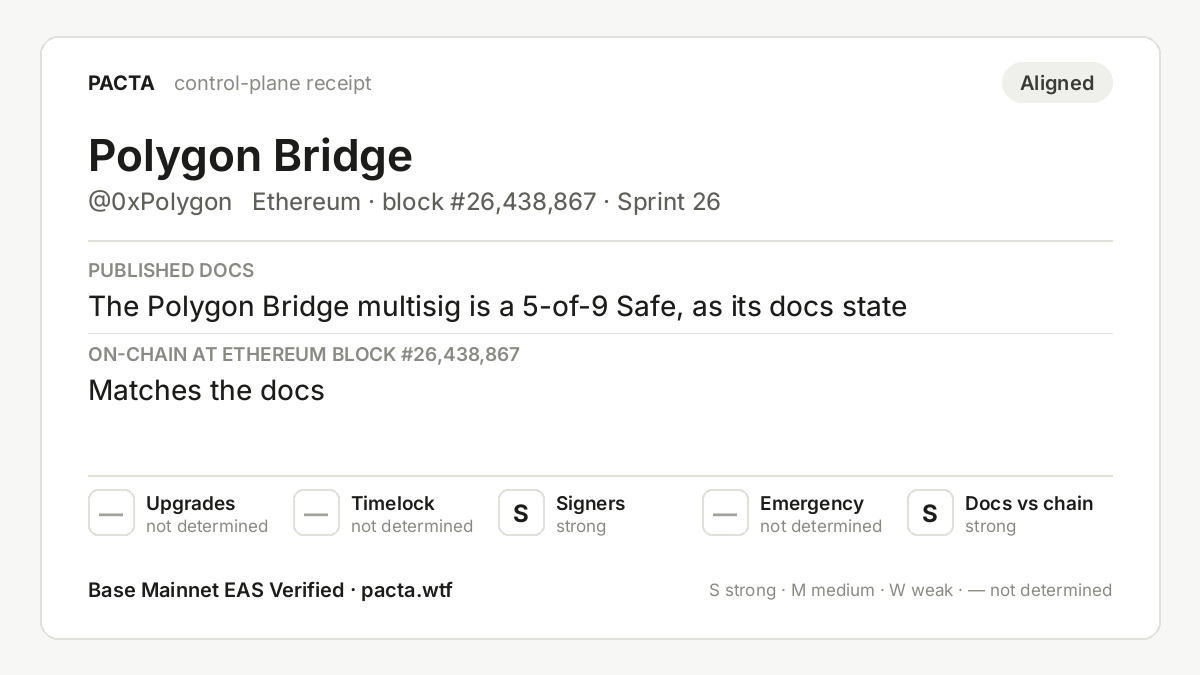 PACTA control-plane receipt Aligned
Polygon Bridge
@0xPolygon Ethereum · block #26,438,867 · Sprint 26
PUBLISHED DOCS
The Polygon Bridge multisig is a 5-of-9 Safe, as its docs state
ON-CHAIN AT ETHEREUM BLOCK #26,438,867
Matches the docs
— Upgrades — Timelock S Signers — Emergency S Docs vs chain
not determined not determined strong not determined strong
Base Mainnet EAS Verified · pacta.wtf S strong · M medium · W weak · — not determined